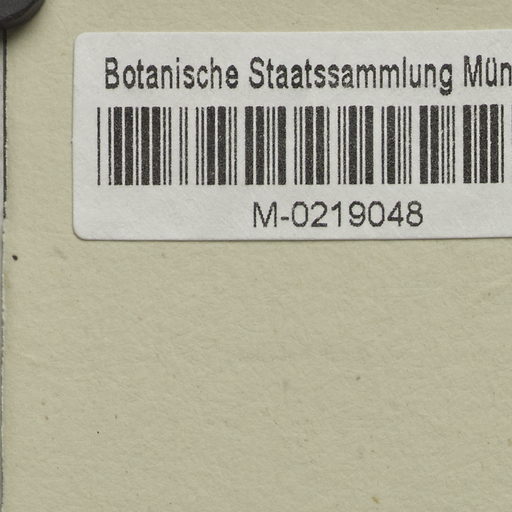 Botanische Staatssammlung Mün
M-0219048